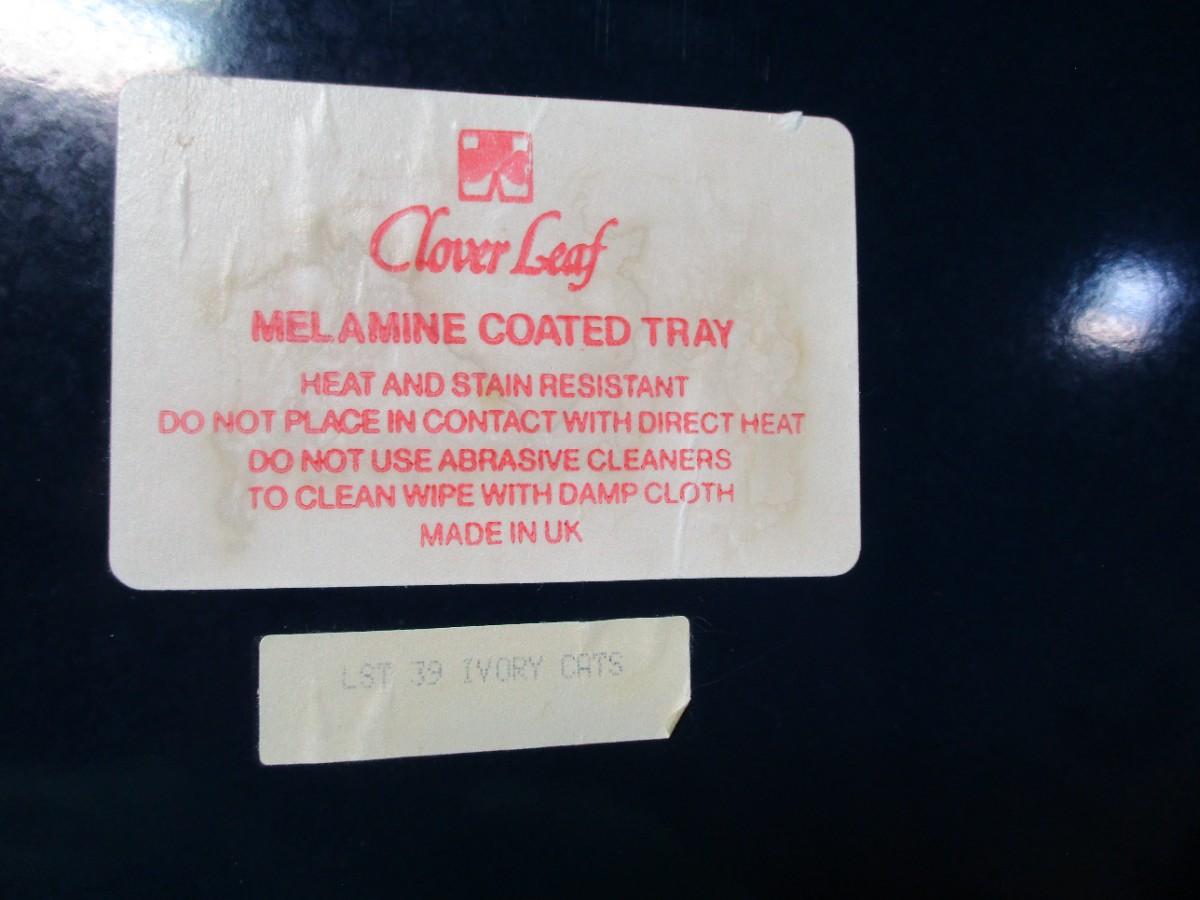 Clover Leaf
MELAMINE COATED TRAY
HEAT AND STAIN RESISTANT
DO NOT PLACE IN CONTACT WITH DIRECT HEAT
DO NOT USE ABRASIVE CLEANERS
TO CLEAN WIPE WITH DAMP CLOTH
MADE IN UK
LST 39 IVORY CATS